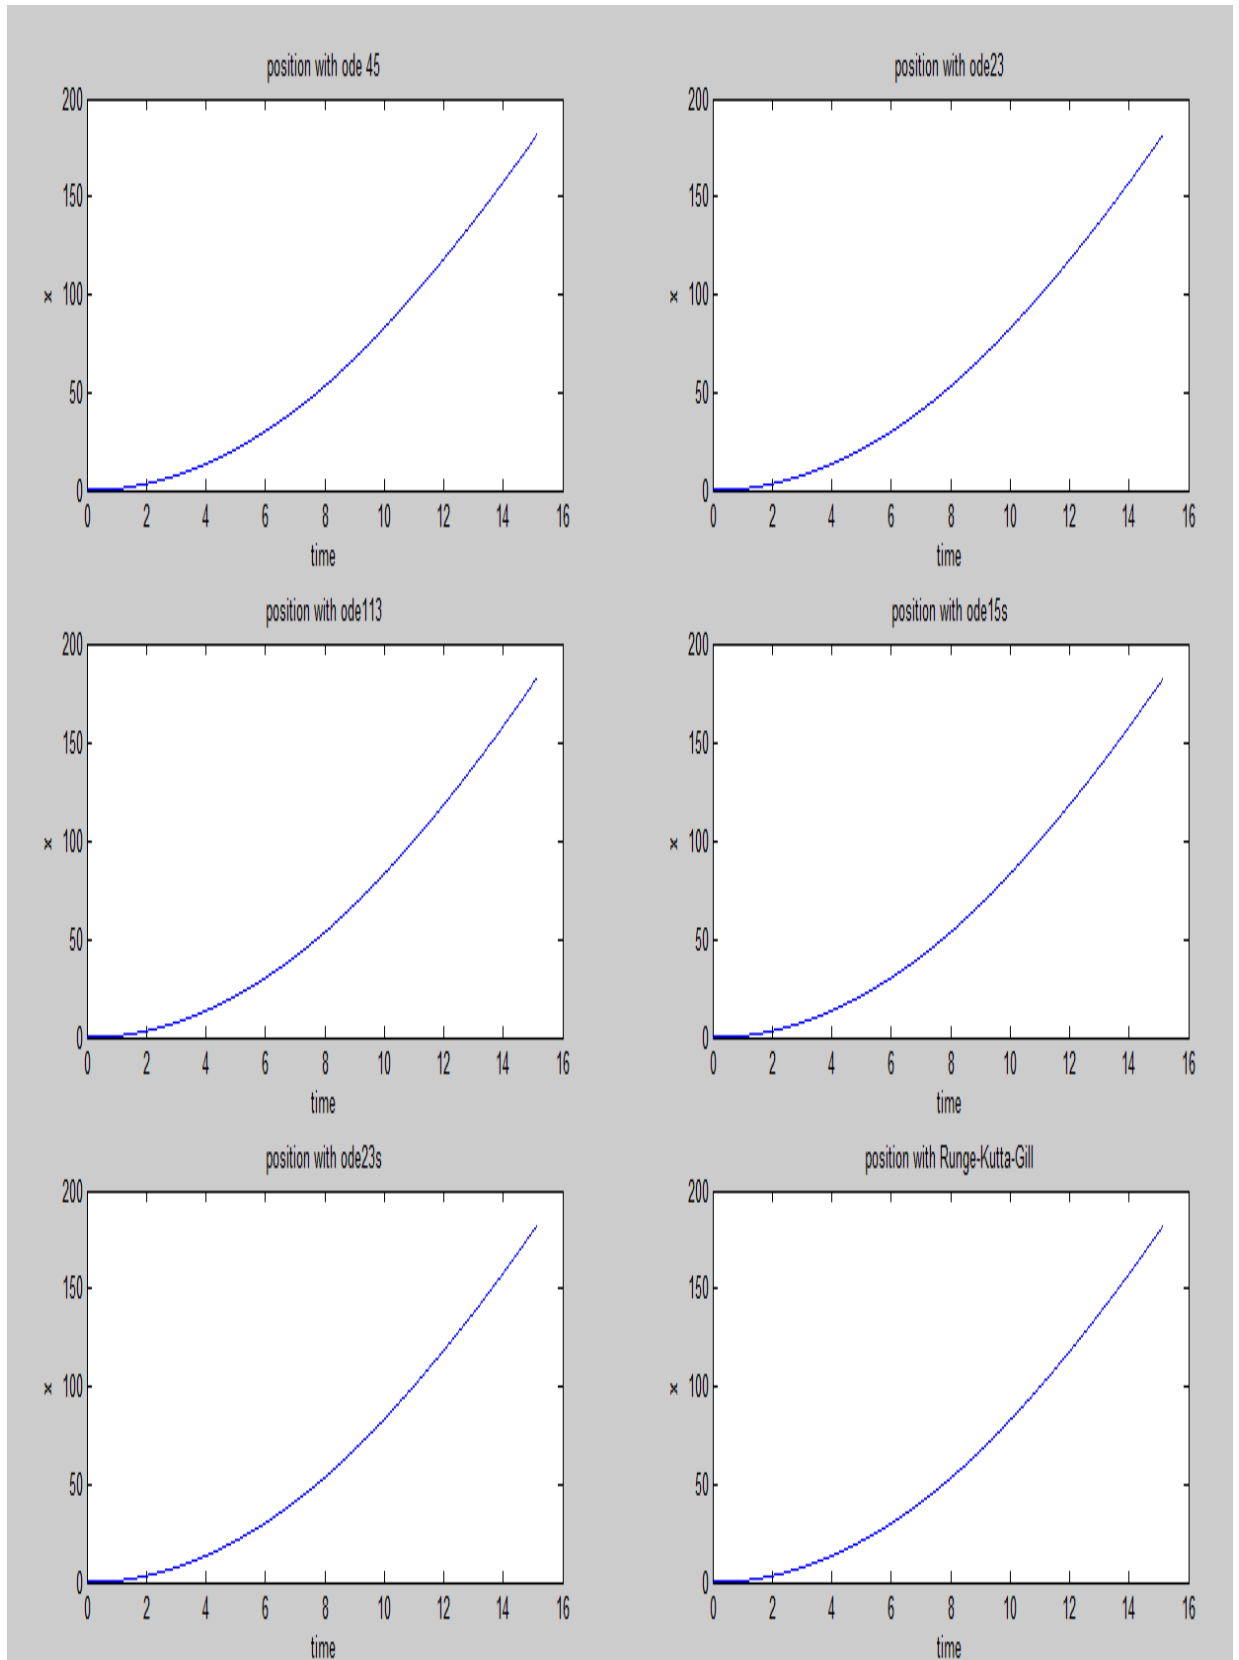 position with ode 45
200
150
100
50
0
x
0 2 4 6 8 10 12 14 16
time
position with ode23
200
150
100
50
0
x
0 2 4 6 8 10 12 14 16
time
position with ode113
200
150
100
50
0
x
0 2 4 6 8 10 12 14 16
time
position with ode15s
200
150
100
50
0
x
0 2 4 6 8 10 12 14 16
time
position with ode23s
200
150
100
50
0
x
0 2 4 6 8 10 12 14 16
time
position with Runge-Kutta-Gill
200
150
100
50
0
x
0 2 4 6 8 10 12 14 16
time